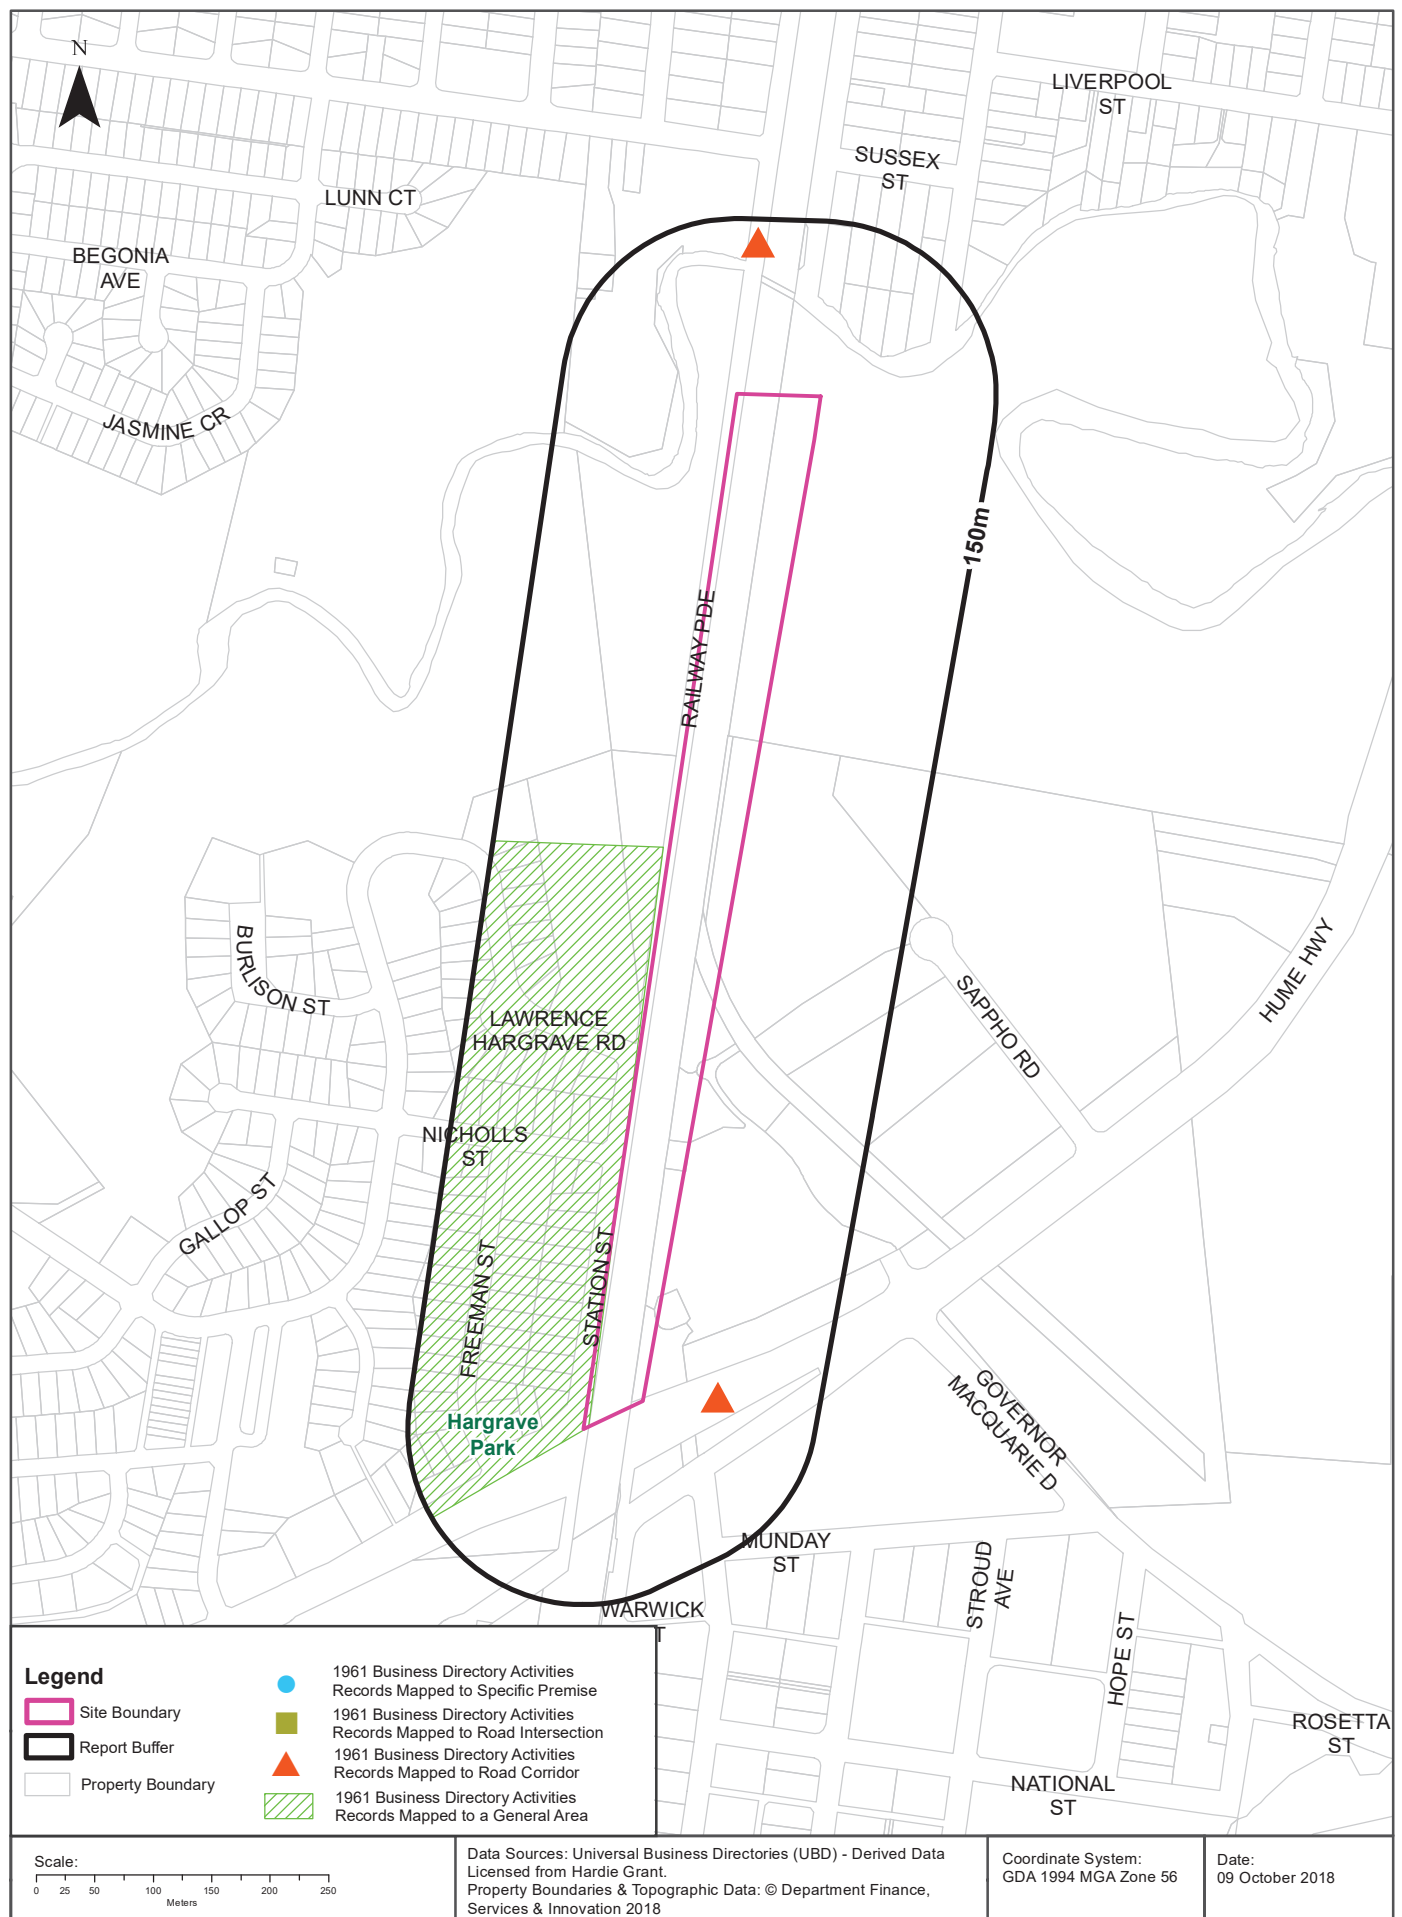 N
LIVERPOOL
ST
SUSSEX
ST
LUNN CT
BEGONIA
AVE
JASMINE CR
150m
RAILWAY PDE
BURLISON ST
HUME HWY
SAPPHO RD
LAWRENCE
HARGRAVE RD
NICHOLLS
ST
GALLOP ST
FREEMAN ST
STATION ST
Hargrave
Park
GOVERNOR
MACQUARIE D
MUNDAY
ST
STROUD
AVE
WARWICK
T
HOPE ST
ROSETTA
ST
NATIONAL
ST
Legend
Site Boundary
Report Buffer
Property Boundary
1961 Business Directory Activities
Records Mapped to Specific Premise
1961 Business Directory Activities
Records Mapped to Road Intersection
1961 Business Directory Activities
Records Mapped to Road Corridor
1961 Business Directory Activities
Records Mapped to a General Area
Scale:
0 25 50 100 150 200 250
Meters
Data Sources: Universal Business Directories (UBD) - Derived Data
Licensed from Hardie Grant.
Property Boundaries & Topographic Data: © Department Finance,
Services & Innovation 2018
Coordinate System:
GDA 1994 MGA Zone 56
Date:
09 October 2018